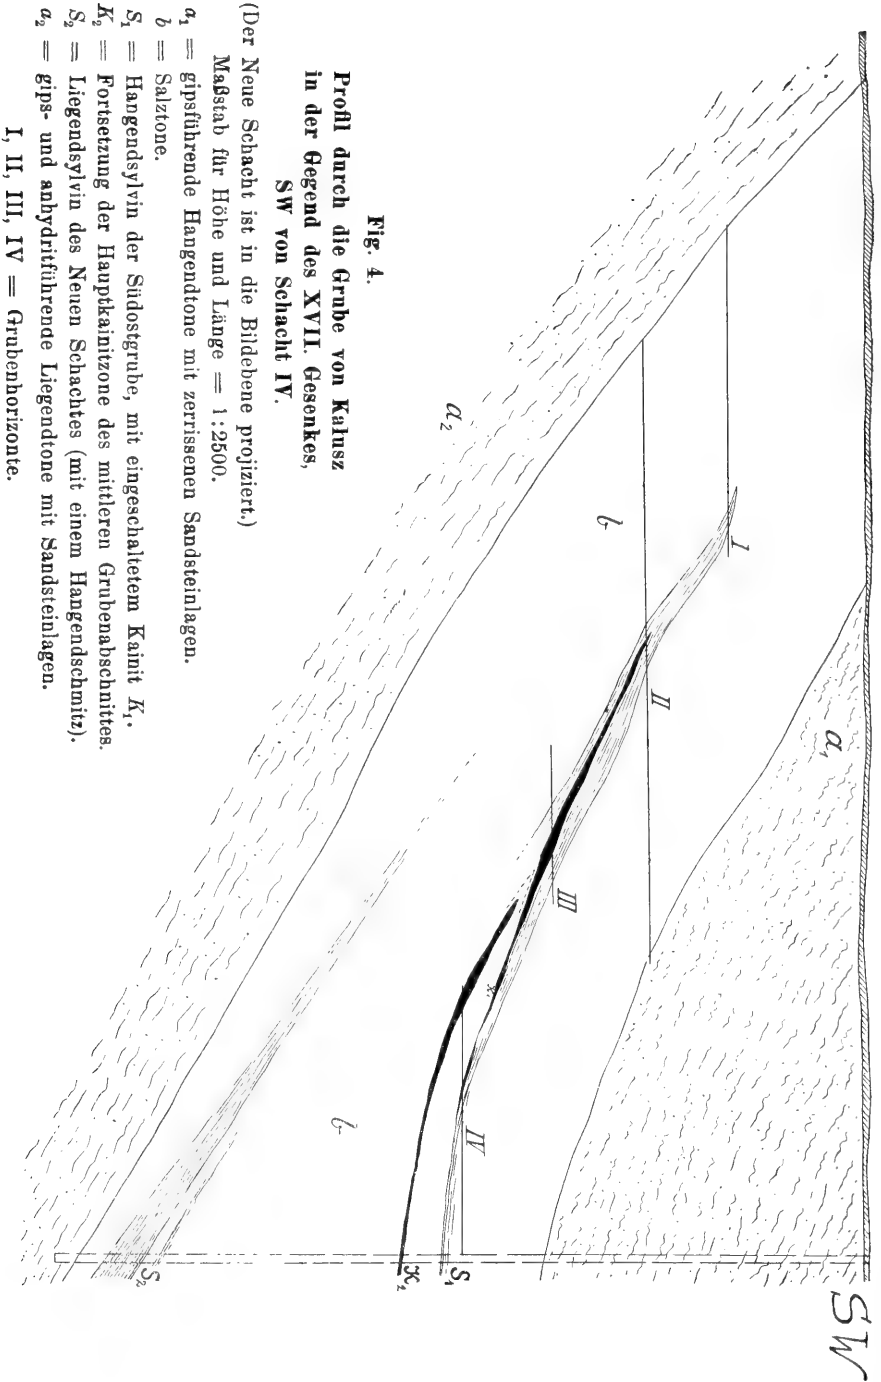 SW
a₁
I
II
III
IV
b
K₁
a₂
b
S₁
K₂
S₂
Fig. 4.
Profil durch die Grube von Kałusz
in der Gegend des XVII. Gesenkes,
SW von Schacht IV.
(Der Neue Schacht ist in die Bildebene projiziert.)
Maßstab für Höhe und Länge = 1:2500.
a₁ = gipsführende Hangendtone mit zerrissenen Sandsteinlagen.
b = Salztone.
S₁ = Hangendsylvin der Südostgrube, mit eingeschaltetem Kainit K₁.
K₂ = Fortsetzung der Hauptkainitzone des mittleren Grubenabschnittes.
S₂ = Liegendsylvin des Neuen Schachtes (mit einem Hangendschmitz).
a₂ = gips- und anhydritführende Liegendtone mit Sandsteinlagen.
I, II, III, IV = Grubenhorizonte.